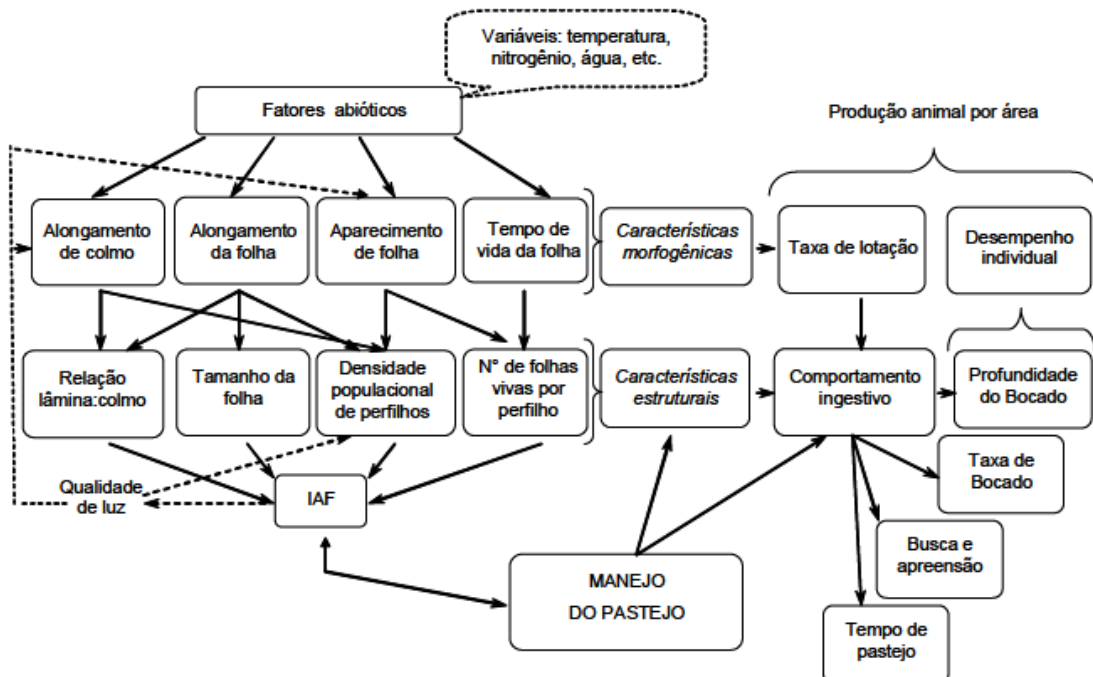 Variáveis: temperatura,
nitrogênio, água, etc.
Fatores abióticos
Produção animal por área
Alongamento
de colmo
Alongamento
da folha
Aparecimento
de folha
Tempo de
vida da folha
Características
morfogênicas
Taxa de lotação
Desempenho
individual
Relação
lâmina:colmo
Tamanho da
folha
Densidade
populacional
de perfilhos
N° de folhas
vivas por
perfilho
Características
estruturais
Comportamento
ingestivo
Profundidade
do Bocado
Qualidade
de luz
IAF
Taxa de
Bocado
Busca e
apreensão
MANEJO
DO PASTEJO
Tempo de
pastejo